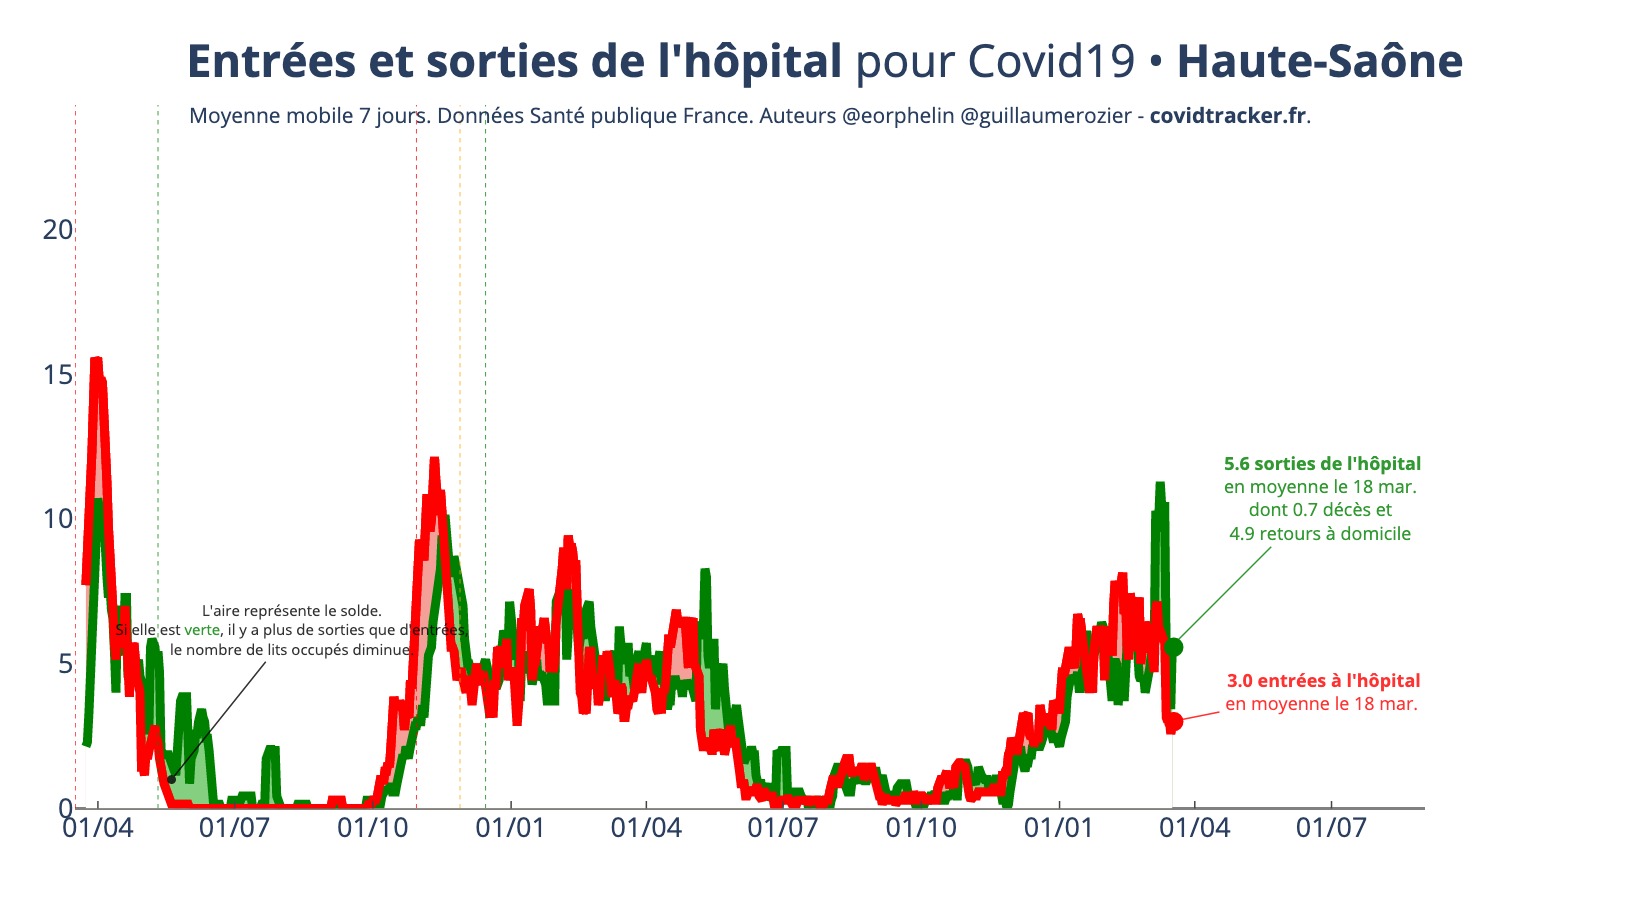 Entrées et sorties de l'hôpital pour Covid19 • Haute-Saône
Moyenne mobile 7 jours. Données Santé publique France. Auteurs @eorphelin @guillaumerozier - covidtracker.fr.
20
15
10
5
0
5.6 sorties de l'hôpital
en moyenne le 18 mar.
dont 0.7 décès et
4.9 retours à domicile
L'aire représente le solde.
Si elle est verte, il y a plus de sorties que d'entrées,
le nombre de lits occupés diminue.
3.0 entrées à l'hôpital
en moyenne le 18 mar.
01/04 01/07 01/10 01/01 01/04 01/07 01/10 01/01 01/04 01/07